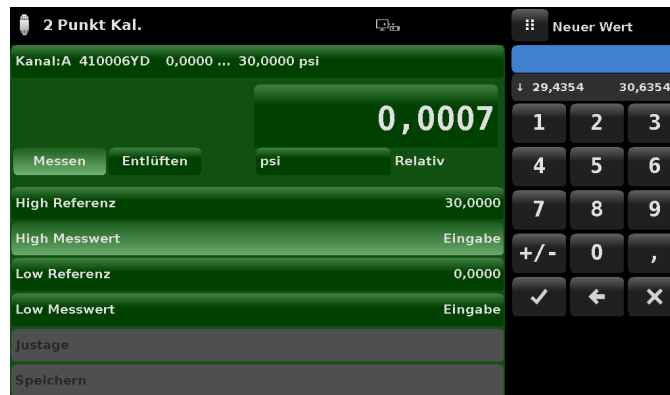 2 Punkt Kal.
Kanal:A 410006YD 0,0000 ... 30,0000 psi
0,0007
Messen Entlüften psi Relativ
High Referenz 30,0000
High Messwert Eingabe
Low Referenz 0,0000
Low Messwert Eingabe
Justage
Speichern
Neuer Wert
↓ 29,4354 30,6354
1 2 3
4 5 6
7 8 9
+/- 0 ,